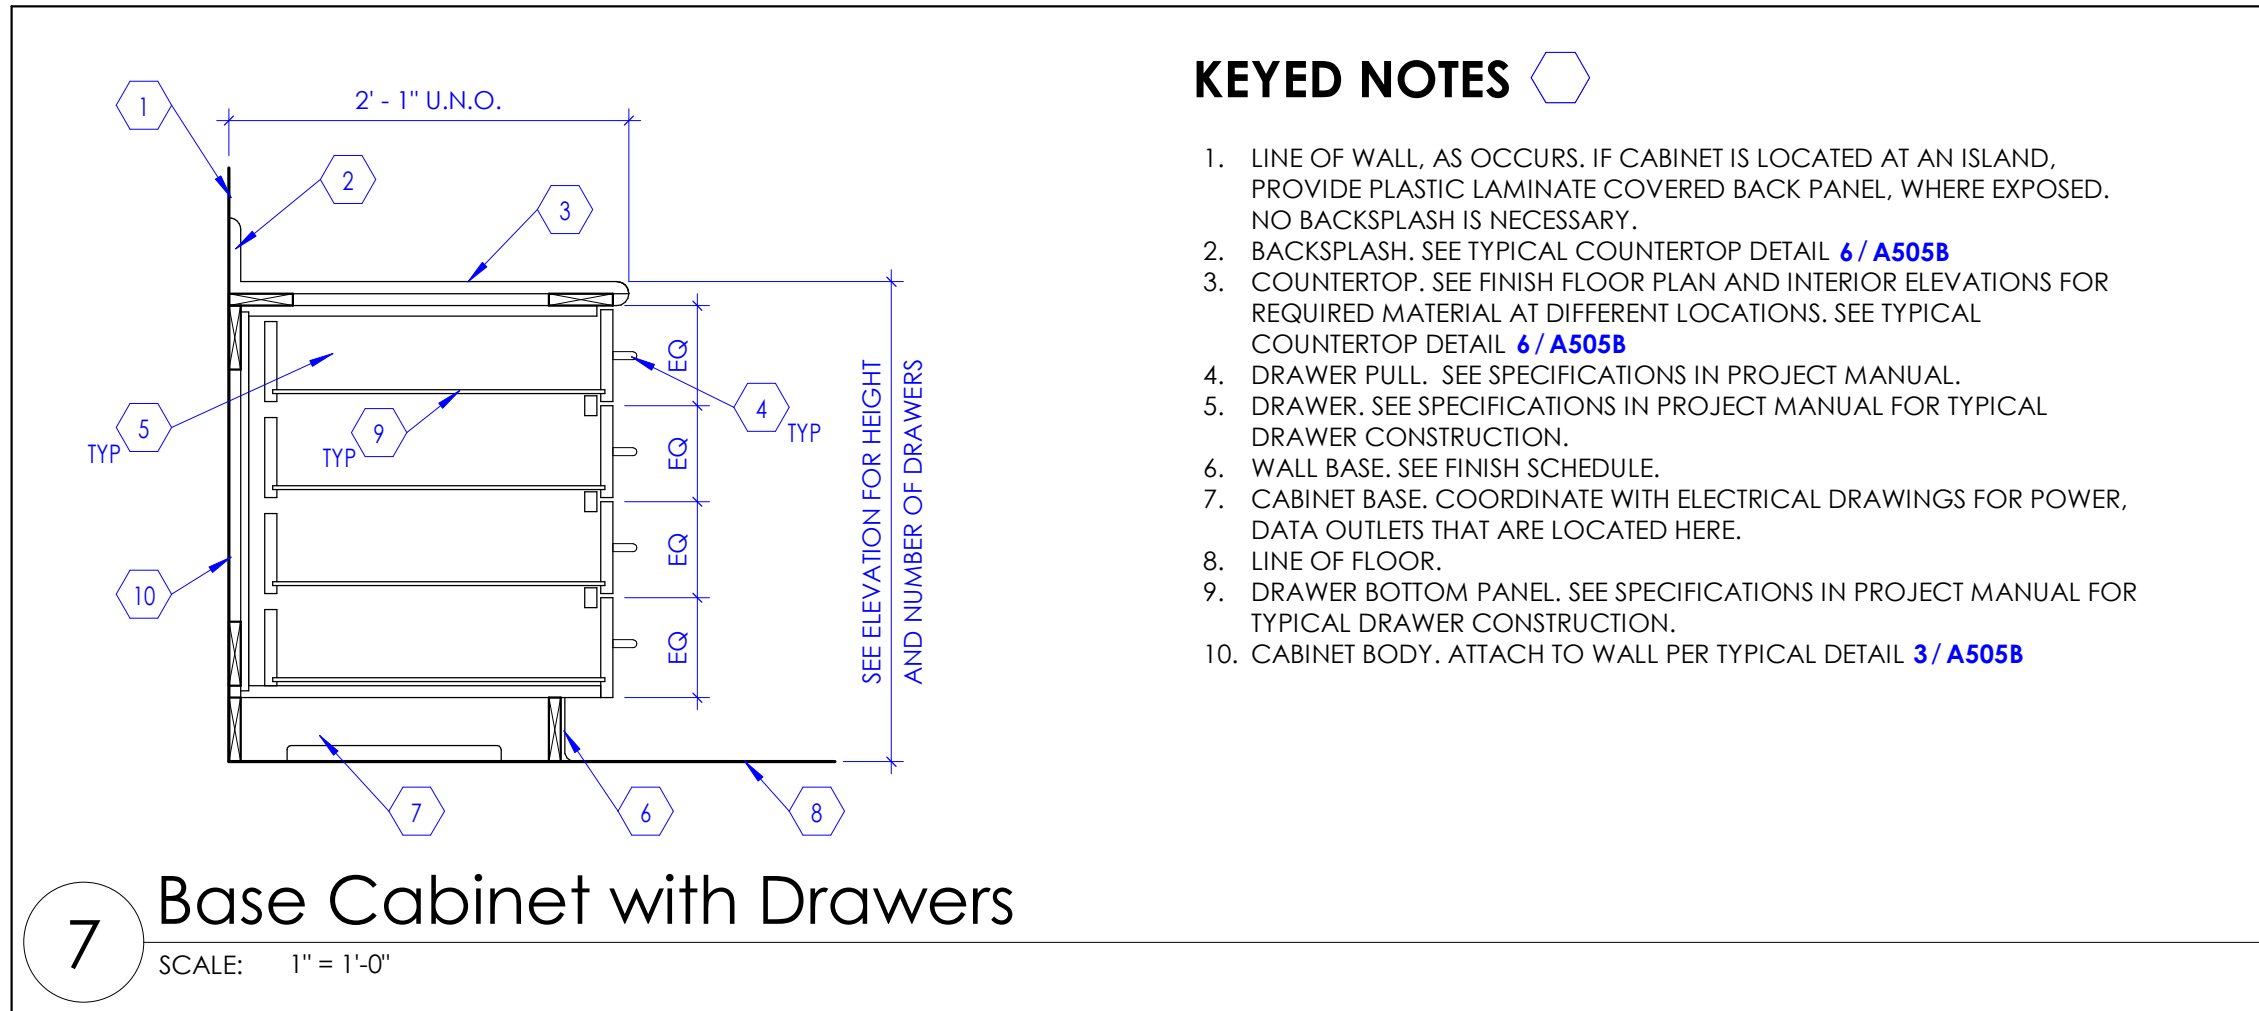 1
2' - 1" U.N.O.
2
3
EQ
EQ
EQ
EQ
4
TYP
5
TYP
9
TYP
10
SEE ELEVATION FOR HEIGHT
AND NUMBER OF DRAWERS
7
6
8
KEYED NOTES
1. LINE OF WALL, AS OCCURS. IF CABINET IS LOCATED AT AN ISLAND,
PROVIDE PLASTIC LAMINATE COVERED BACK PANEL, WHERE EXPOSED.
NO BACKSPLASH IS NECESSARY.
2. BACKSPLASH. SEE TYPICAL COUNTERTOP DETAIL 6 / A505B
3. COUNTERTOP. SEE FINISH FLOOR PLAN AND INTERIOR ELEVATIONS FOR
REQUIRED MATERIAL AT DIFFERENT LOCATIONS. SEE TYPICAL
COUNTERTOP DETAIL 6 / A505B
4. DRAWER PULL. SEE SPECIFICATIONS IN PROJECT MANUAL.
5. DRAWER. SEE SPECIFICATIONS IN PROJECT MANUAL FOR TYPICAL
DRAWER CONSTRUCTION.
6. WALL BASE. SEE FINISH SCHEDULE.
7. CABINET BASE. COORDINATE WITH ELECTRICAL DRAWINGS FOR POWER,
DATA OUTLETS THAT ARE LOCATED HERE.
8. LINE OF FLOOR.
9. DRAWER BOTTOM PANEL. SEE SPECIFICATIONS IN PROJECT MANUAL FOR
TYPICAL DRAWER CONSTRUCTION.
10. CABINET BODY. ATTACH TO WALL PER TYPICAL DETAIL 3 / A505B
7
Base Cabinet with Drawers
SCALE: 1" = 1'-0"